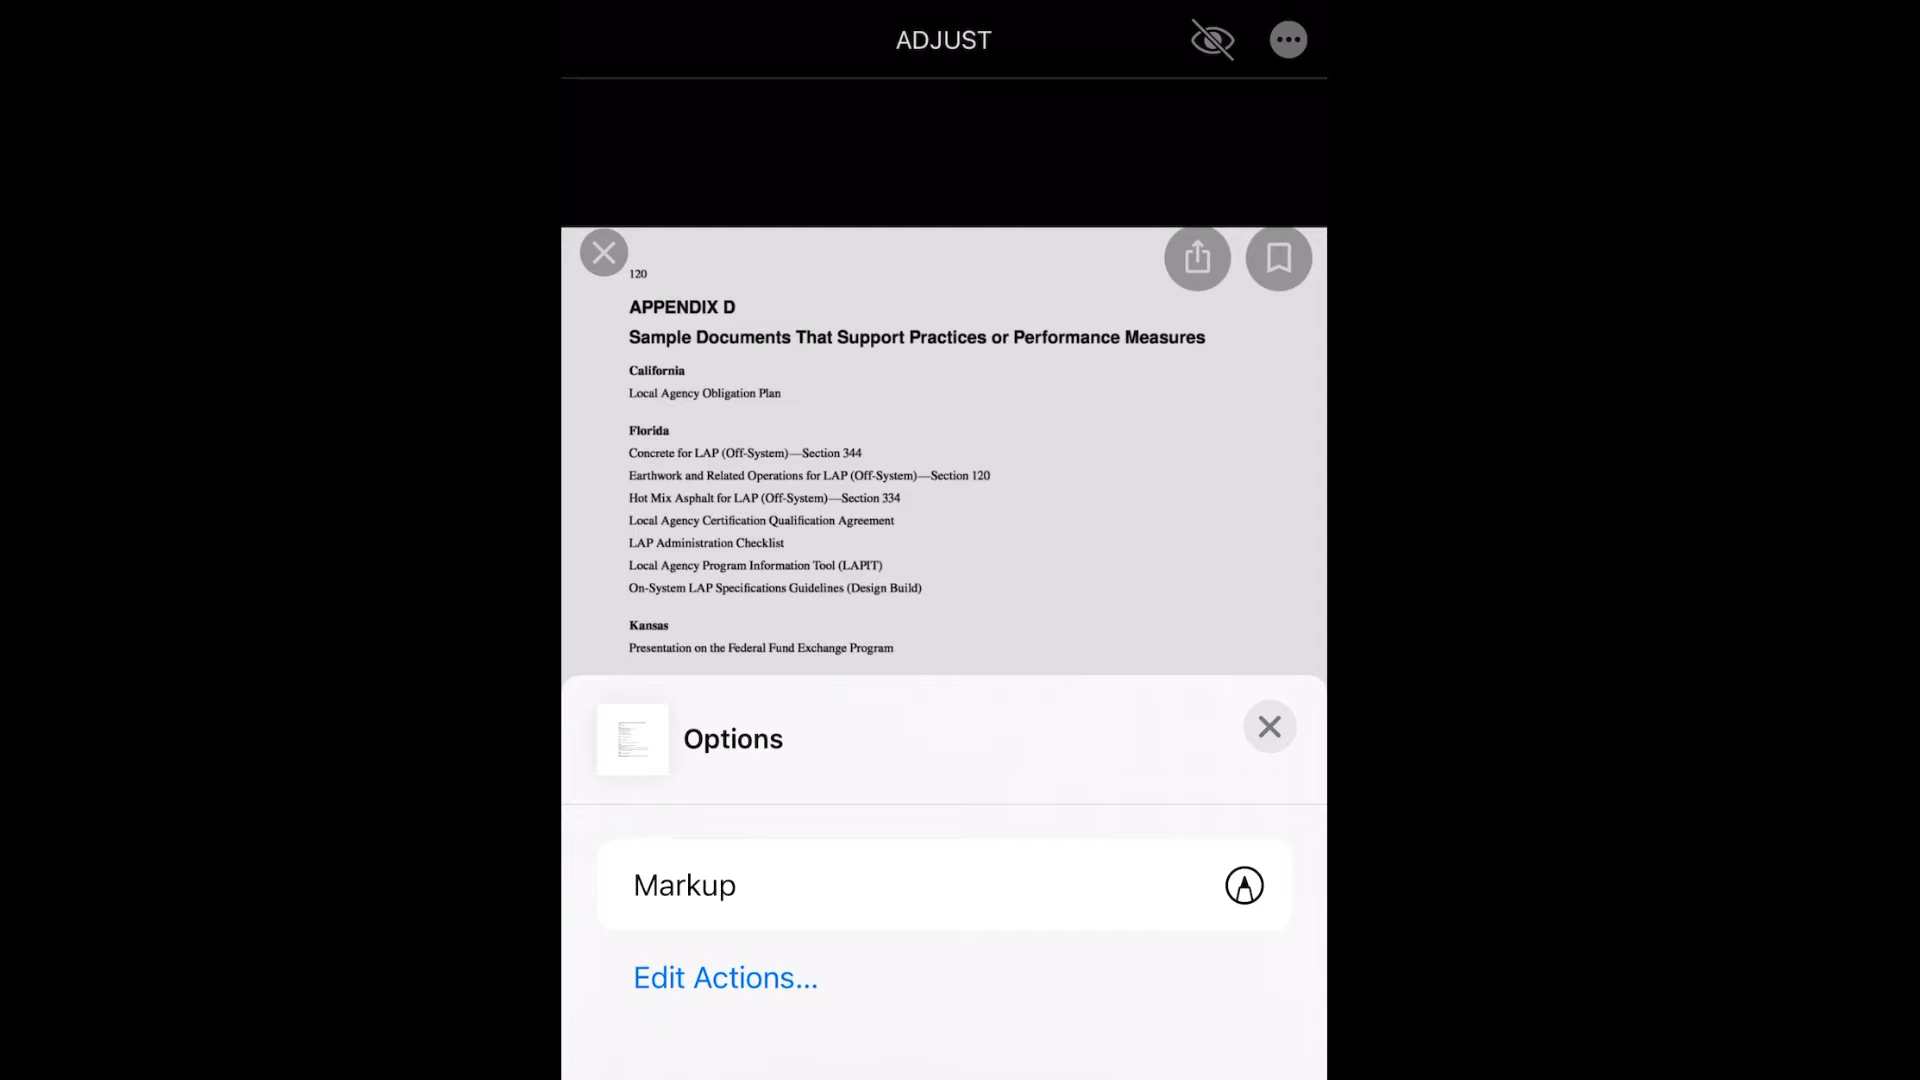 ADJUST
120
APPENDIX D
Sample Documents That Support Practices or Performance Measures
California
Local Agency Obligation Plan
Florida
Concrete for LAP (Off-System)—Section 344
Earthwork and Related Operations for LAP (Off-System)—Section 120
Hot Mix Asphalt for LAP (Off-System)—Section 334
Local Agency Certification Qualification Agreement
LAP Administration Checklist
Local Agency Program Information Tool (LAPIT)
On-System LAP Specifications Guidelines (Design Build)
Kansas
Presentation on the Federal Fund Exchange Program
Options
Markup
Edit Actions...